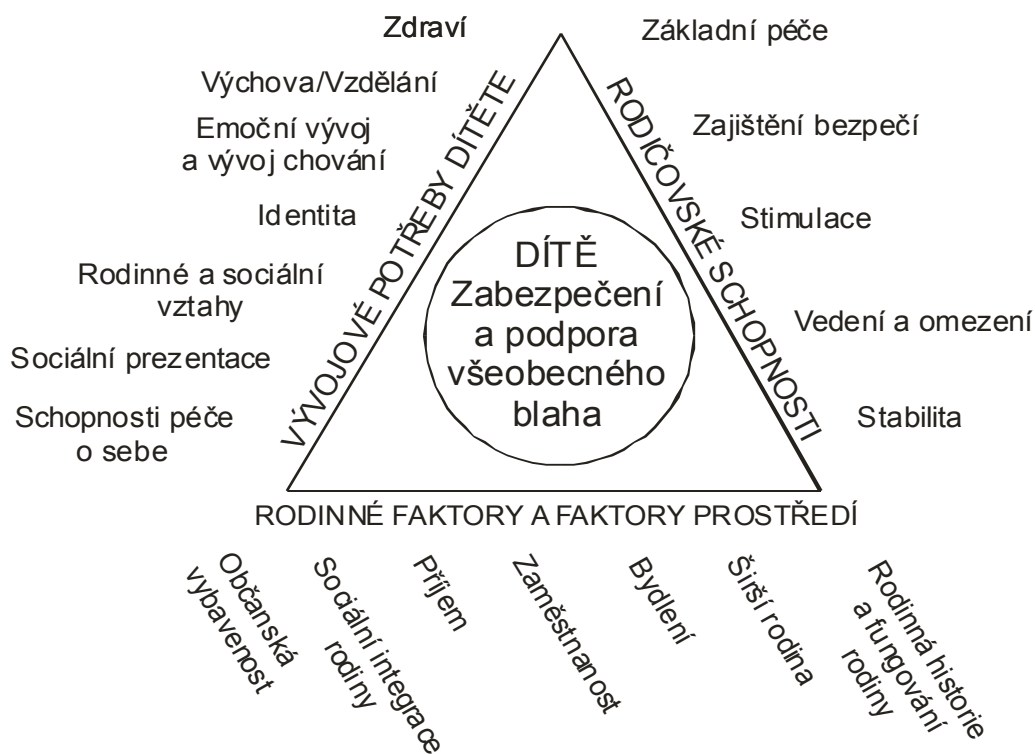 Zdraví
Výchova/Vzdělání
Emoční vývoj
a vývoj chování
Identita
Rodinné a sociální
vztahy
Sociální prezentace
Schopnosti péče
o sebe
VÝVOJOVÉ POTŘEBY DÍTĚTE
DÍTĚ
Zabezpečení
a podpora
všeobecného
blaha
RODIČOVSKÉ SCHOPNOSTI
Základní péče
Zajištění bezpečí
Stimulace
Vedení a omezení
Stabilita
RODINNÉ FAKTORY A FAKTORY PROSTŘEDÍ
Občanská
vybavenost
Sociální integrace
rodiny
Příjem
Zaměstnanost
Bydlení
Širší rodina
Rodinná historie
a fungování
rodiny